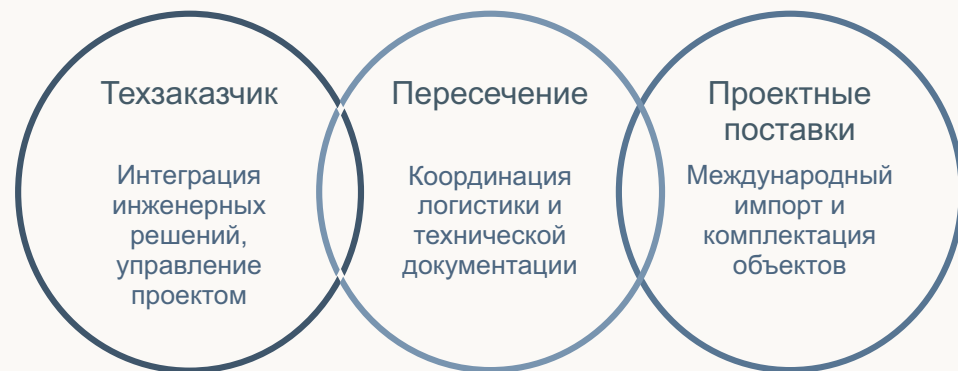 Техзаказчик
Интеграция
инженерных
решений,
управление
проектом
Пересечение
Координация
логистики и
технической
документации
Проектные
поставки
Международный
импорт и
комплектация
объектов